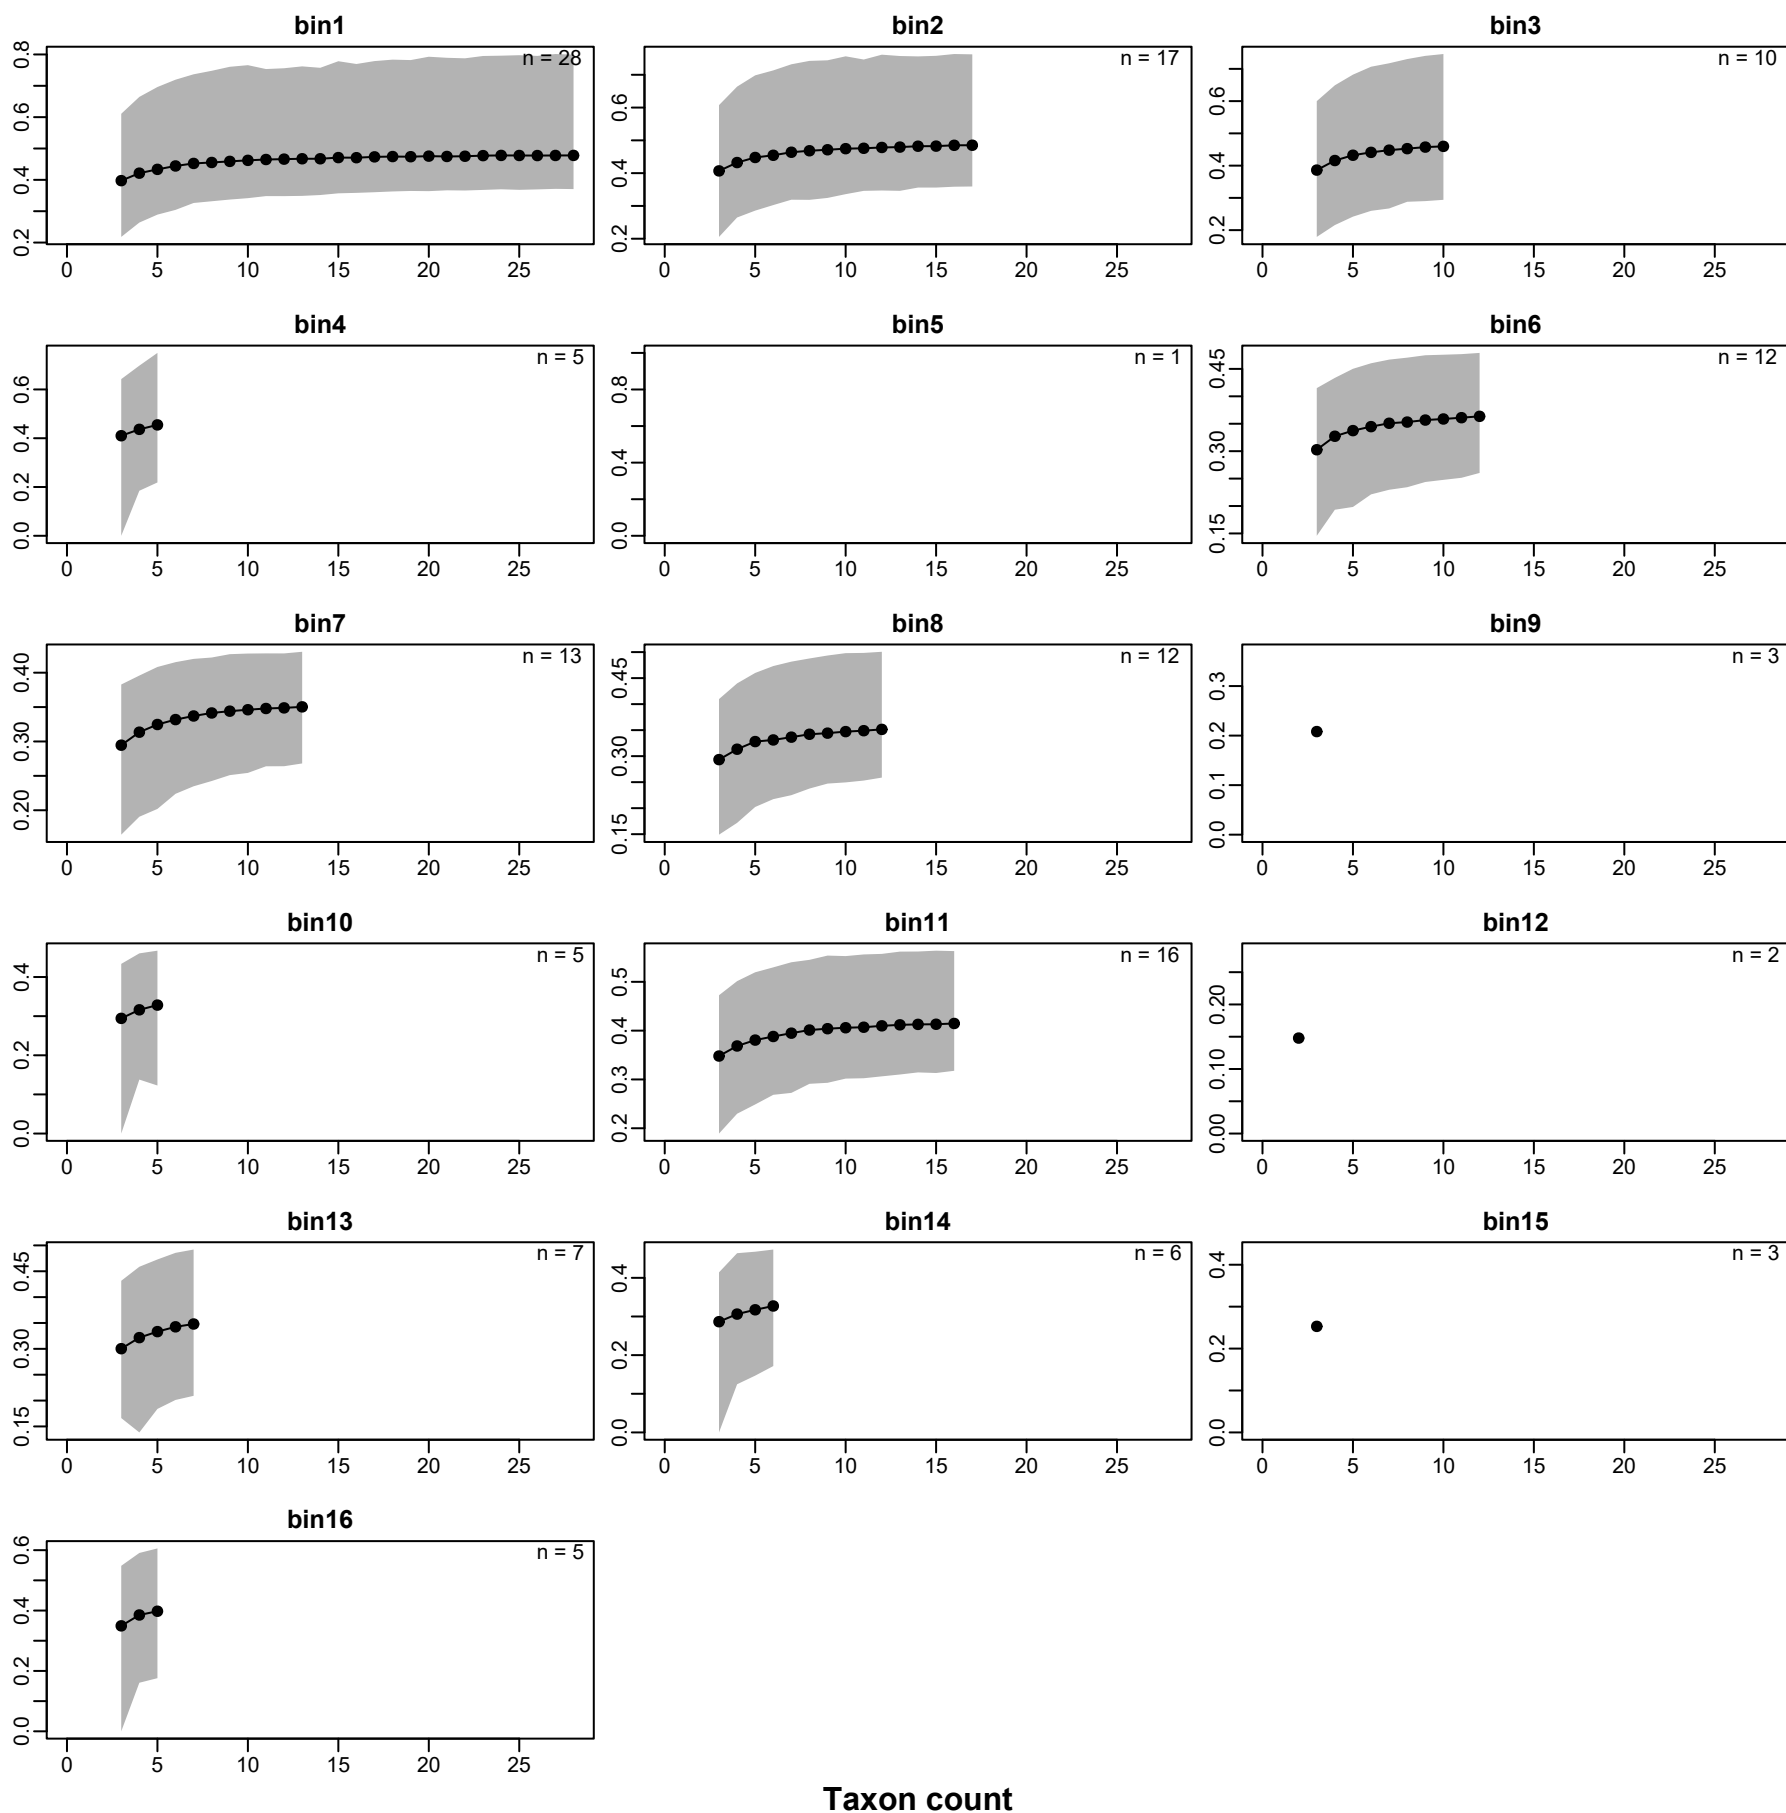 bin1 bin2 bin3
n = 28 n = 17 n = 10
0.2 0.4 0.6 0.8
0.2 0.4 0.6
0.2 0.4 0.6
0 5 10 15 20 25 0 5 10 15 20 25 0 5 10 15 20 25
bin4 bin5 bin6
n = 5 n = 1 n = 12
0.0 0.2 0.4 0.6
0.0 0.4 0.8
0.15 0.30 0.45
0 5 10 15 20 25 0 5 10 15 20 25 0 5 10 15 20 25
bin7 bin8 bin9
n = 13 n = 12 n = 3
0.20 0.30 0.40
0.15 0.30 0.45
0.0 0.1 0.2 0.3
0 5 10 15 20 25 0 5 10 15 20 25 0 5 10 15 20 25
bin10 bin11 bin12
n = 5 n = 16 n = 2
0.0 0.2 0.4
0.2 0.3 0.4 0.5
0.00 0.10 0.20
0 5 10 15 20 25 0 5 10 15 20 25 0 5 10 15 20 25
bin13 bin14 bin15
n = 7 n = 6 n = 3
0.15 0.30 0.45
0.0 0.2 0.4
0.0 0.2 0.4
0 5 10 15 20 25 0 5 10 15 20 25 0 5 10 15 20 25
bin16
n = 5
0.0 0.2 0.4 0.6
0 5 10 15 20 25
Taxon count